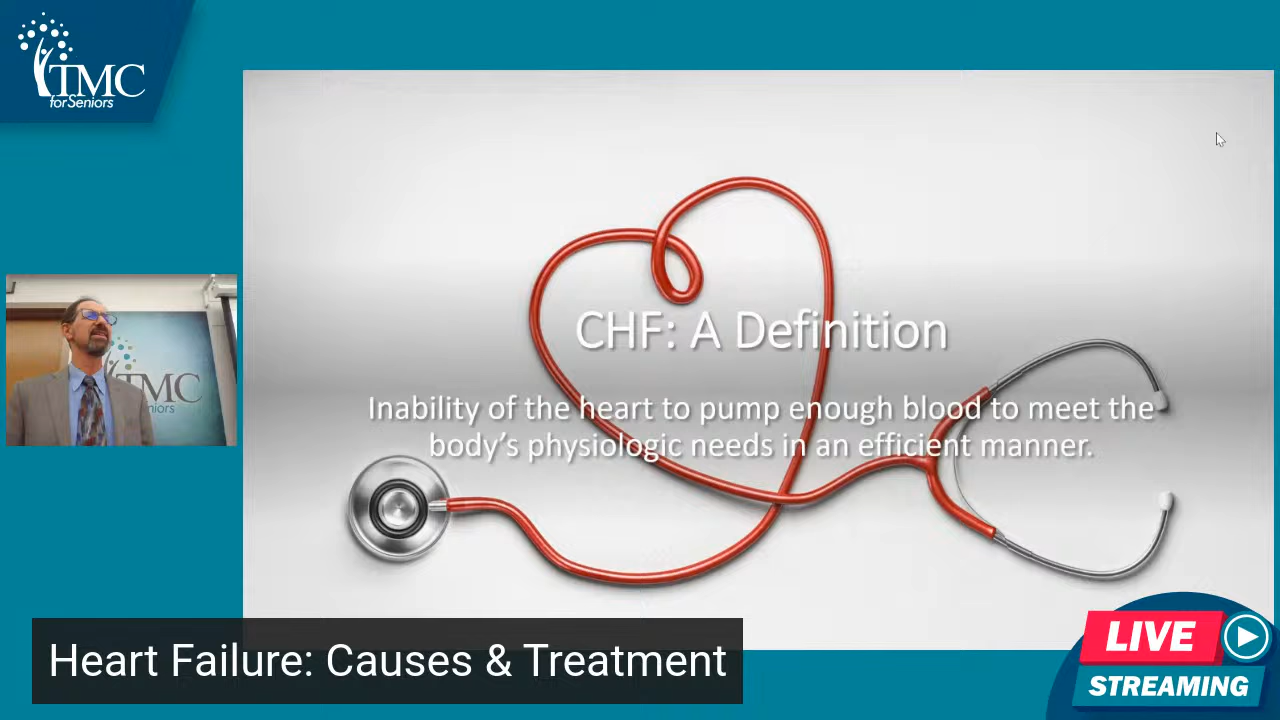 TMC
for Seniors
CHF: A Definition
Inability of the heart to pump enough blood to meet the
body's physiologic needs in an efficient manner.
TMC
Heart Failure: Causes & Treatment
LIVE
STREAMING